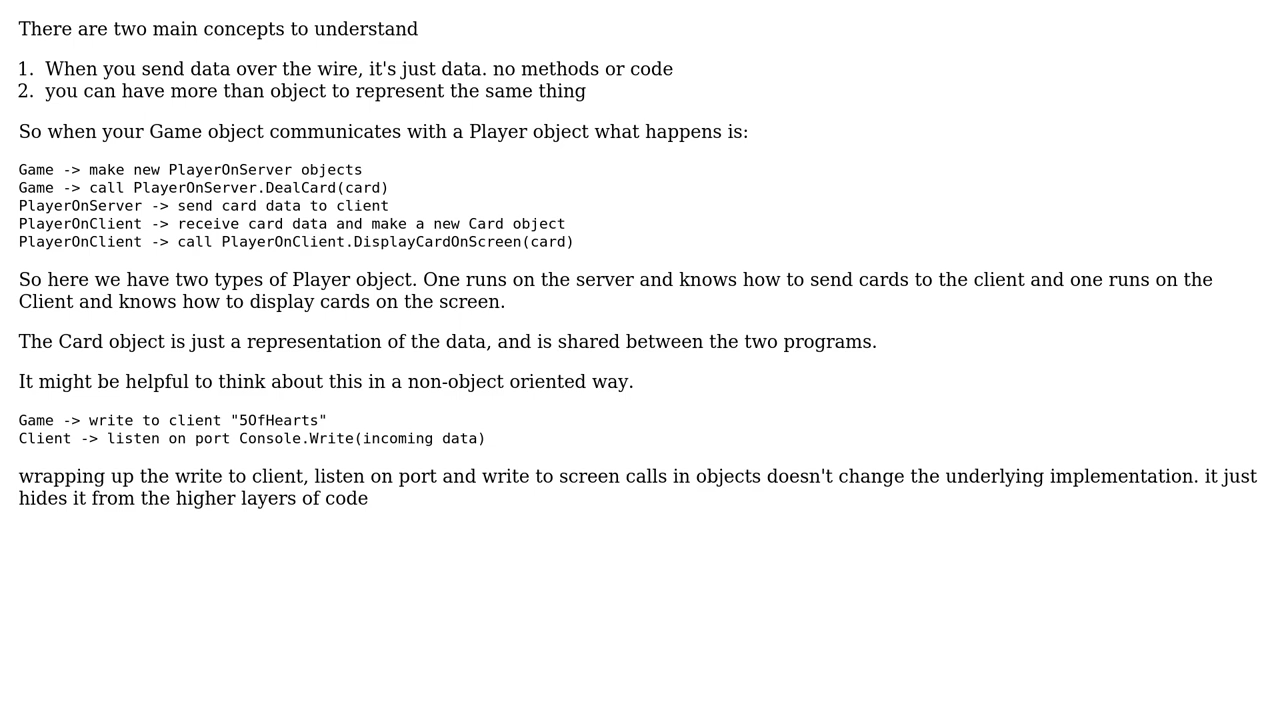 There are two main concepts to understand
1. When you send data over the wire, it's just data. no methods or code
2. you can have more than object to represent the same thing
So when your Game object communicates with a Player object what happens is:
Game -> make new PlayerOnServer objects
Game -> call PlayerOnServer.DealCard(card)
PlayerOnServer -> send card data to client
PlayerOnClient -> receive card data and make a new Card object
PlayerOnClient -> call PlayerOnClient.DisplayCardOnScreen(card)
So here we have two types of Player object. One runs on the server and knows how to send cards to the client and one runs on the
Client and knows how to display cards on the screen.
The Card object is just a representation of the data, and is shared between the two programs.
It might be helpful to think about this in a non-object oriented way.
Game -> write to client "5OfHearts"
Client -> listen on port Console.Write(incoming data)
wrapping up the write to client, listen on port and write to screen calls in objects doesn't change the underlying implementation. it just
hides it from the higher layers of code